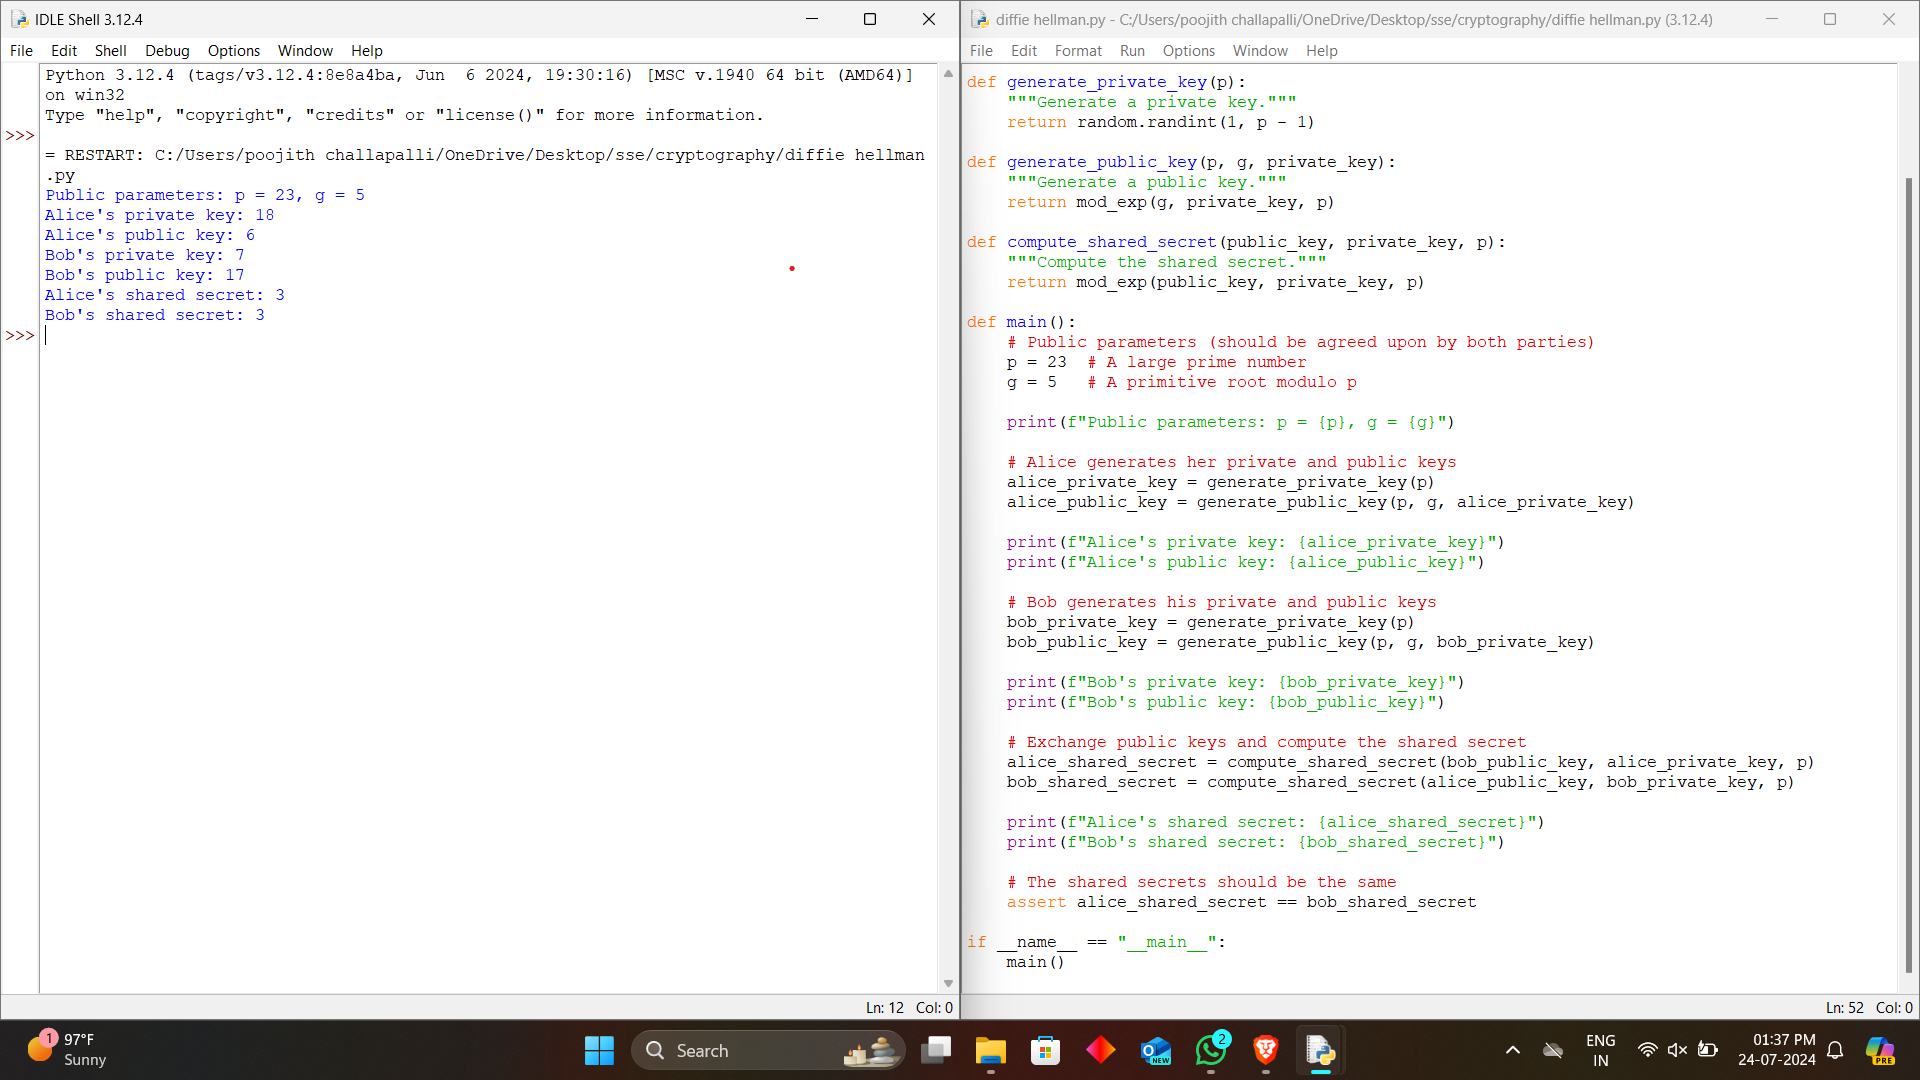 IDLE Shell 3.12.4
File Edit Shell Debug Options Window Help
Python 3.12.4 (tags/v3.12.4:8e8a4ba, Jun  6 2024, 19:30:16) [MSC v.1940 64 bit (AMD64)]
on win32
Type "help", "copyright", "credits" or "license()" for more information.
>>>
= RESTART: C:/Users/poojith challapalli/OneDrive/Desktop/sse/cryptography/diffie hellman
.py
Public parameters: p = 23, g = 5
Alice's private key: 18
Alice's public key: 6
Bob's private key: 7
Bob's public key: 17
Alice's shared secret: 3
Bob's shared secret: 3
>>>
Ln: 12 Col: 0
diffie hellman.py - C:/Users/poojith challapalli/OneDrive/Desktop/sse/cryptography/diffie hellman.py (3.12.4)
File Edit Format Run Options Window Help
def generate_private_key(p):
    """Generate a private key."""
    return random.randint(1, p - 1)
def generate_public_key(p, g, private_key):
    """Generate a public key."""
    return mod_exp(g, private_key, p)
def compute_shared_secret(public_key, private_key, p):
    """Compute the shared secret."""
    return mod_exp(public_key, private_key, p)
def main():
    # Public parameters (should be agreed upon by both parties)
    p = 23  # A large prime number
    g = 5   # A primitive root modulo p
    print(f"Public parameters: p = {p}, g = {g}")
    # Alice generates her private and public keys
    alice_private_key = generate_private_key(p)
    alice_public_key = generate_public_key(p, g, alice_private_key)
    print(f"Alice's private key: {alice_private_key}")
    print(f"Alice's public key: {alice_public_key}")
    # Bob generates his private and public keys
    bob_private_key = generate_private_key(p)
    bob_public_key = generate_public_key(p, g, bob_private_key)
    print(f"Bob's private key: {bob_private_key}")
    print(f"Bob's public key: {bob_public_key}")
    # Exchange public keys and compute the shared secret
    alice_shared_secret = compute_shared_secret(bob_public_key, alice_private_key, p)
    bob_shared_secret = compute_shared_secret(alice_public_key, bob_private_key, p)
    print(f"Alice's shared secret: {alice_shared_secret}")
    print(f"Bob's shared secret: {bob_shared_secret}")
    # The shared secrets should be the same
    assert alice_shared_secret == bob_shared_secret
if __name__ == "__main__":
    main()
Ln: 52 Col: 0
1
97°F
Sunny
Search
NEW
2
ENG
IN
01:37 PM
24-07-2024
PRE